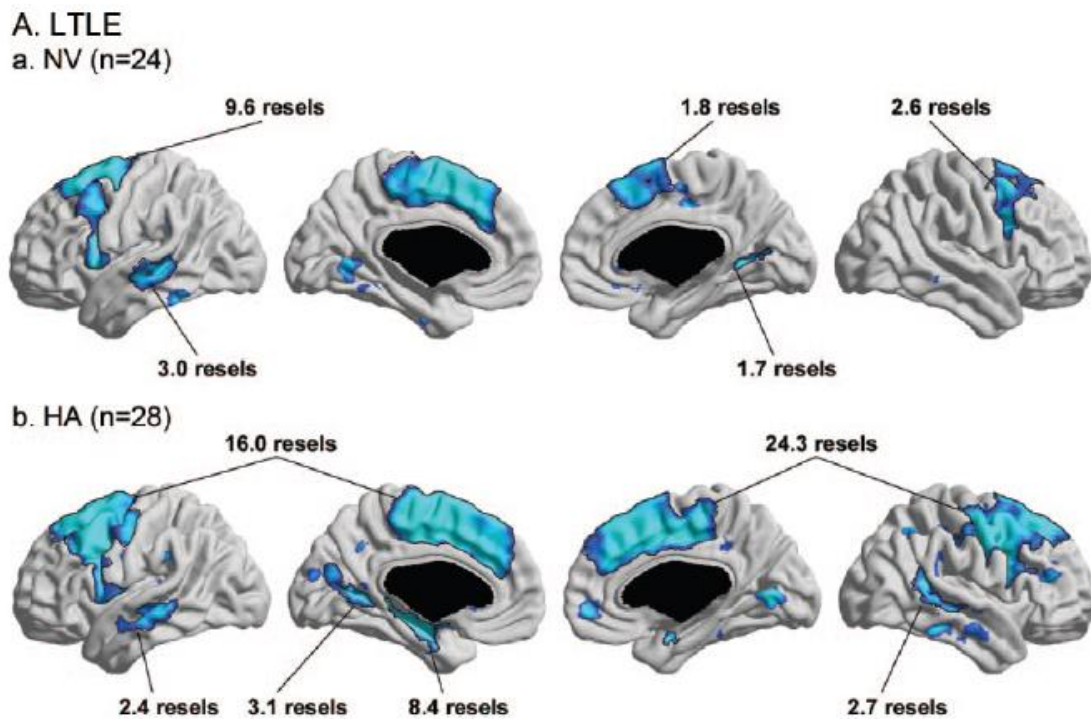 A. LTLE
a. NV (n=24)
9.6 resels
1.8 resels
2.6 resels
3.0 resels
1.7 resels
b. HA (n=28)
16.0 resels
24.3 resels
2.4 resels
3.1 resels
8.4 resels
2.7 resels